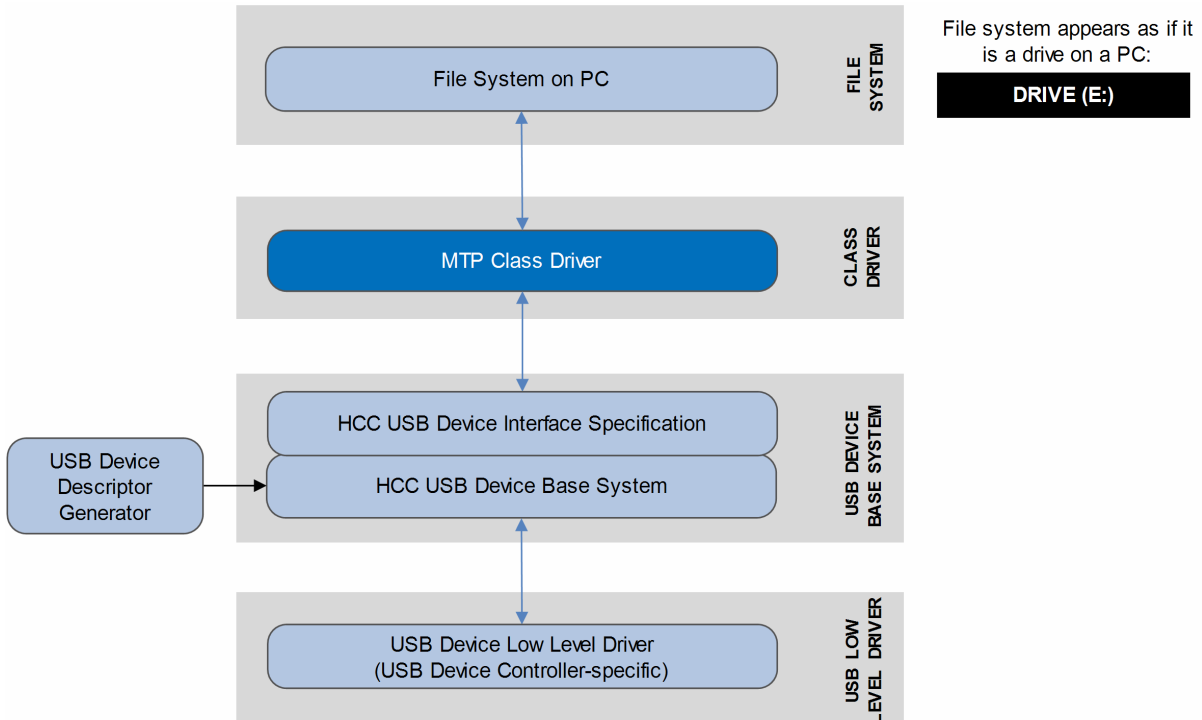 File system appears as if it
is a drive on a PC:
DRIVE (E:)
File System on PC
FILE
SYSTEM
MTP Class Driver
CLASS
DRIVER
HCC USB Device Interface Specification
HCC USB Device Base System
USB DEVICE
BASE SYSTEM
USB Device
Descriptor
Generator
USB Device Low Level Driver
(USB Device Controller-specific)
USB LOW
LEVEL DRIVER